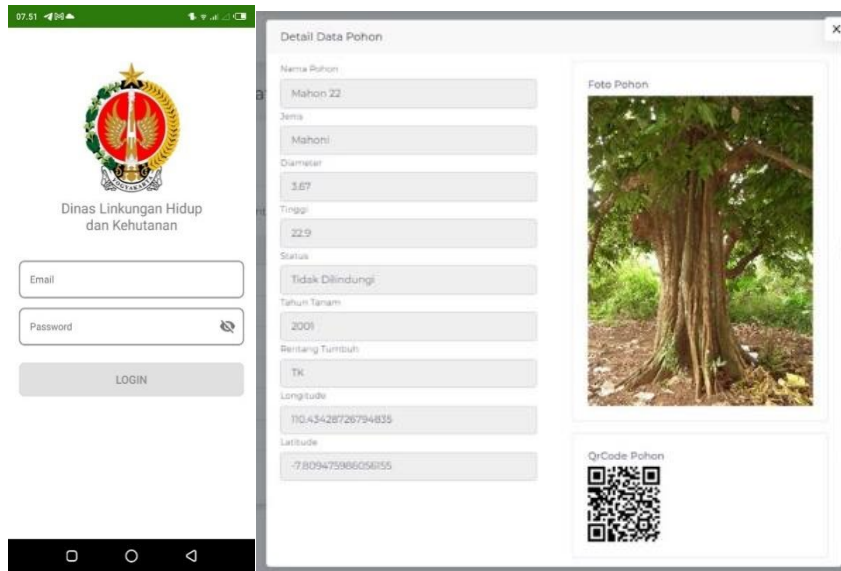 07.51
YOGYAKARTA
Dinas Linkungan Hidup
dan Kehutanan
Email
Password
LOGIN
Detail Data Pohon
X
Nama Pohon
Mahon 22
Jenis
Mahoni
Diameter
3.67
Tinggi
22.9
Status
Tidak Dilindungi
Tahun Tanam
2001
Rentang Tumbuh
TK
Longitude
110.43428726794835
Latitude
-7.809475986056155
Foto Pohon
QrCode Pohon